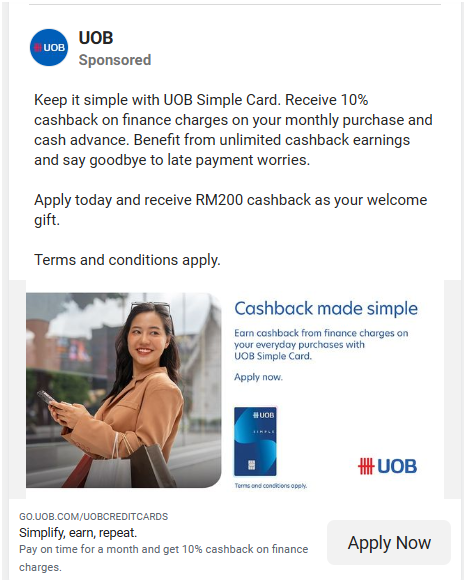 UOB
UOB
Sponsored
Keep it simple with UOB Simple Card. Receive 10%
cashback on finance charges on your monthly purchase and
cash advance. Benefit from unlimited cashback earnings
and say goodbye to late payment worries.
Apply today and receive RM200 cashback as your welcome
gift.
Terms and conditions apply.
Cashback made simple
Earn cashback from finance charges on
your everyday purchases with
UOB Simple Card.
Apply now.
UOB
SIMPLE
UOB
Terms and conditions apply.
GO.UOB.COM/UOBCREDITCARDS
Simplify, earn, repeat.
Pay on time for a month and get 10% cashback on finance
charges.
Apply Now